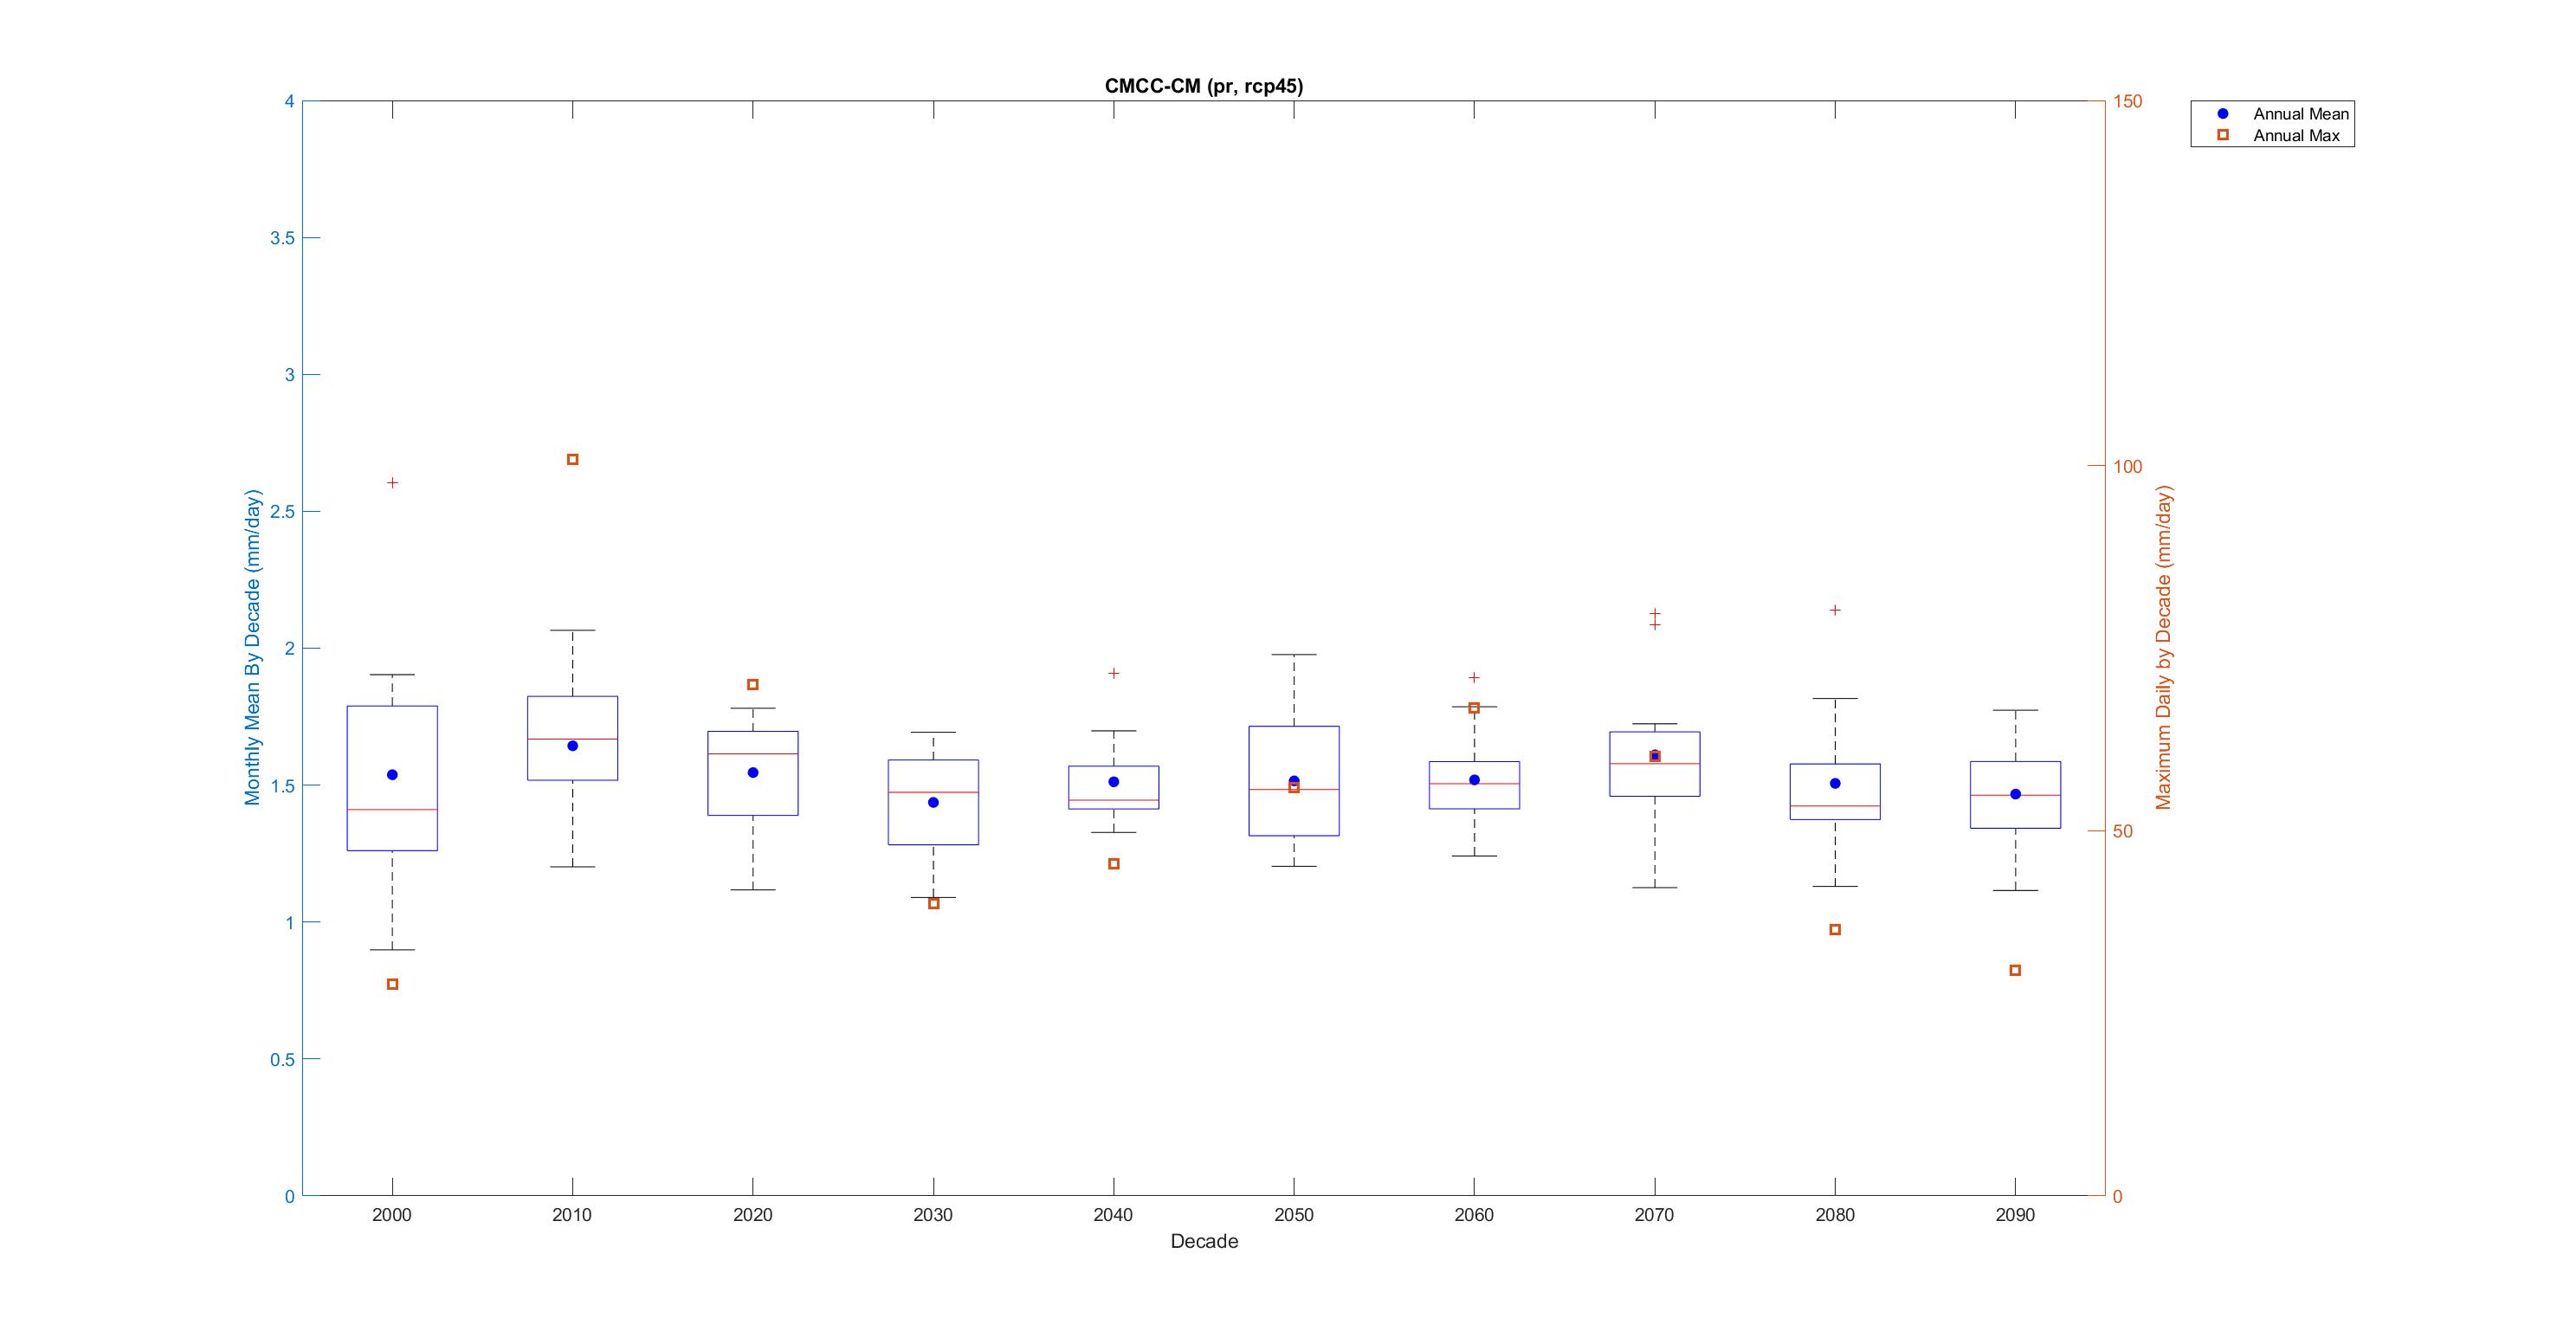 CMCC-CM (pr, rcp45)
Annual Mean
Annual Max
Monthly Mean By Decade (mm/day)
4
3.5
3
2.5
2
1.5
1
0.5
0
150
100
50
0
Maximum Daily by Decade (mm/day)
2000 2010 2020 2030 2040 2050 2060 2070 2080 2090
Decade